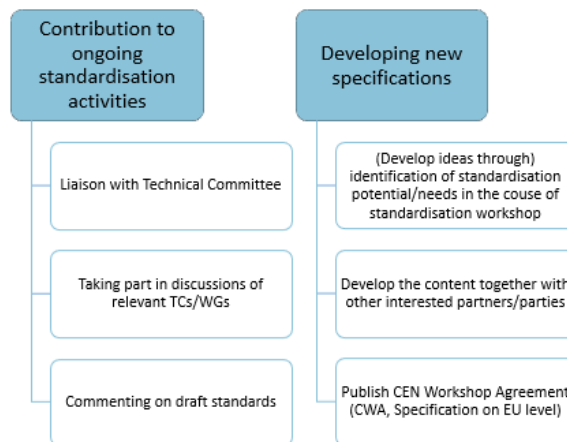 Contribution to
ongoing
standardisation
activities
Liaison with Technical Committee
Taking part in discussions of
relevant TCs/WGs
Commenting on draft standards
Developing new
specifications
(Develop ideas through)
identification of standardisation
potential/needs in the couse of
standardisation workshop
Develop the content together with
other interested partners/parties
Publish CEN Workshop Agreement
(CWA, Specification on EU level)